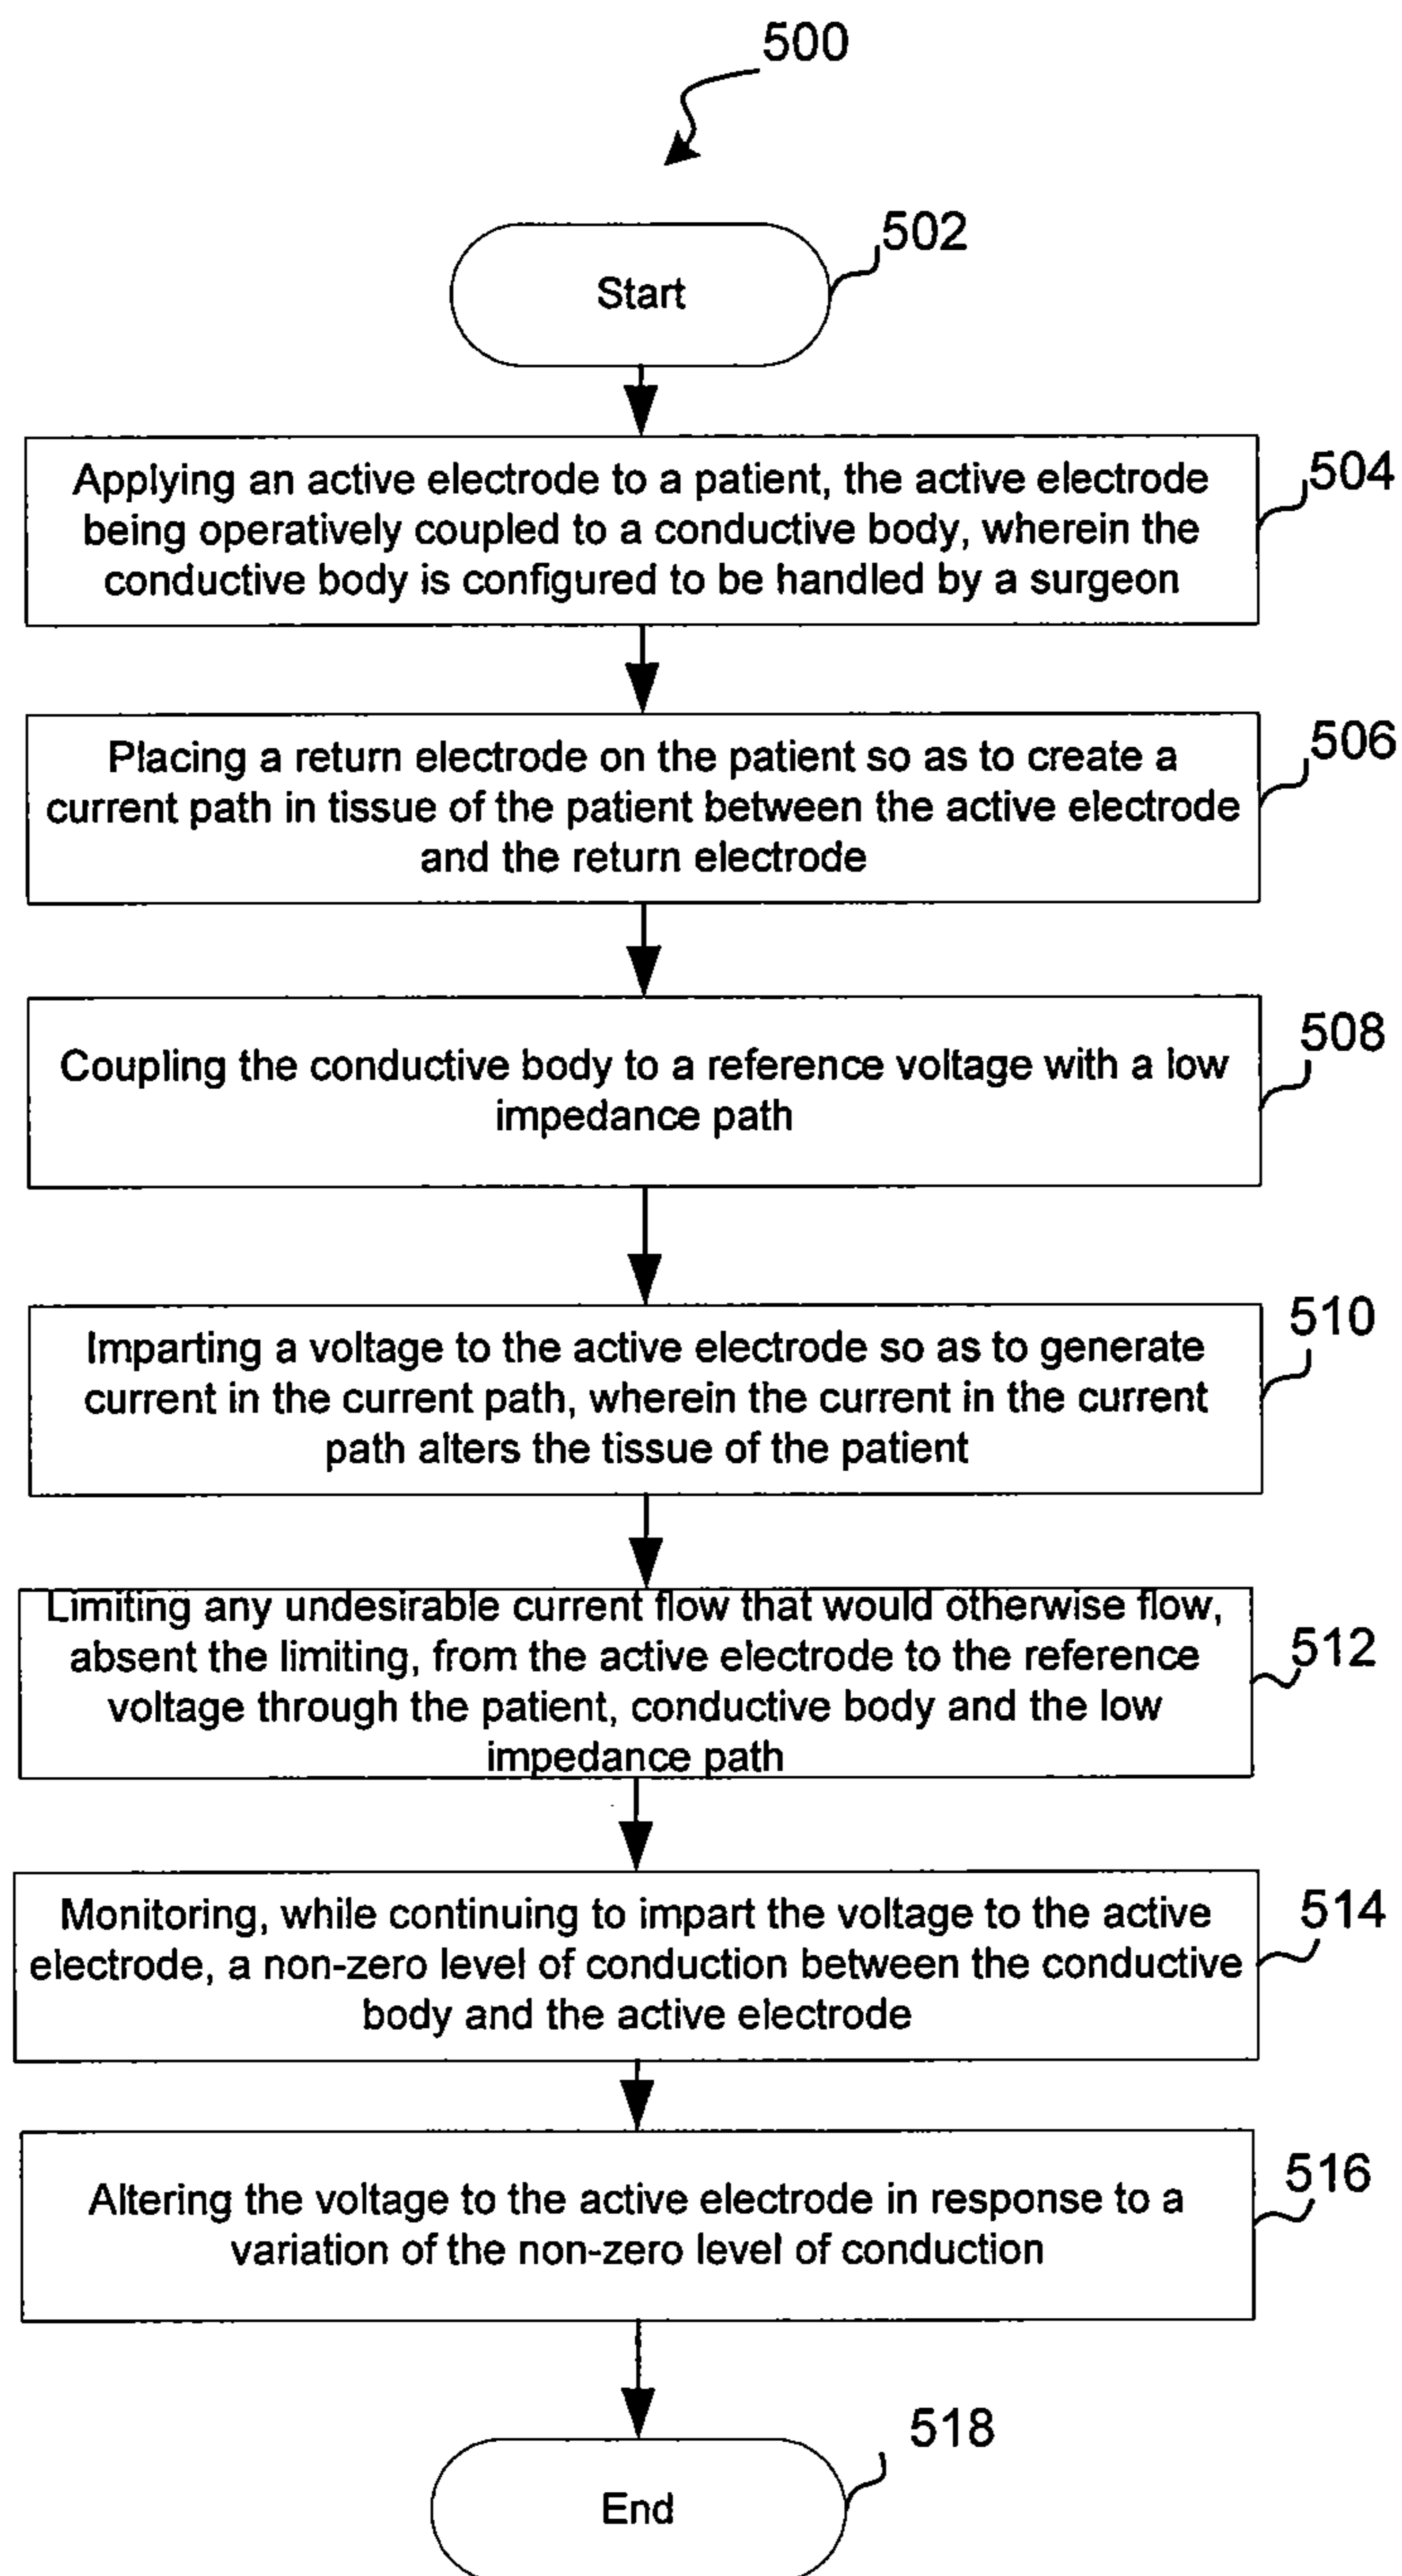 500
502
Start
504
Applying an active electrode to a patient, the active electrode
being operatively coupled to a conductive body, wherein the
conductive body is configured to be handled by a surgeon
506
Placing a return electrode on the patient so as to create a
current path in tissue of the patient between the active electrode
and the return electrode
508
Coupling the conductive body to a reference voltage with a low
impedance path
510
Imparting a voltage to the active electrode so as to generate
current in the current path, wherein the current in the current
path alters the tissue of the patient
512
Limiting any undesirable current flow that would otherwise flow,
absent the limiting, from the active electrode to the reference
voltage through the patient, conductive body and the low
impedance path
514
Monitoring, while continuing to impart the voltage to the active
electrode, a non-zero level of conduction between the conductive
body and the active electrode
516
Altering the voltage to the active electrode in response to a
variation of the non-zero level of conduction
518
End